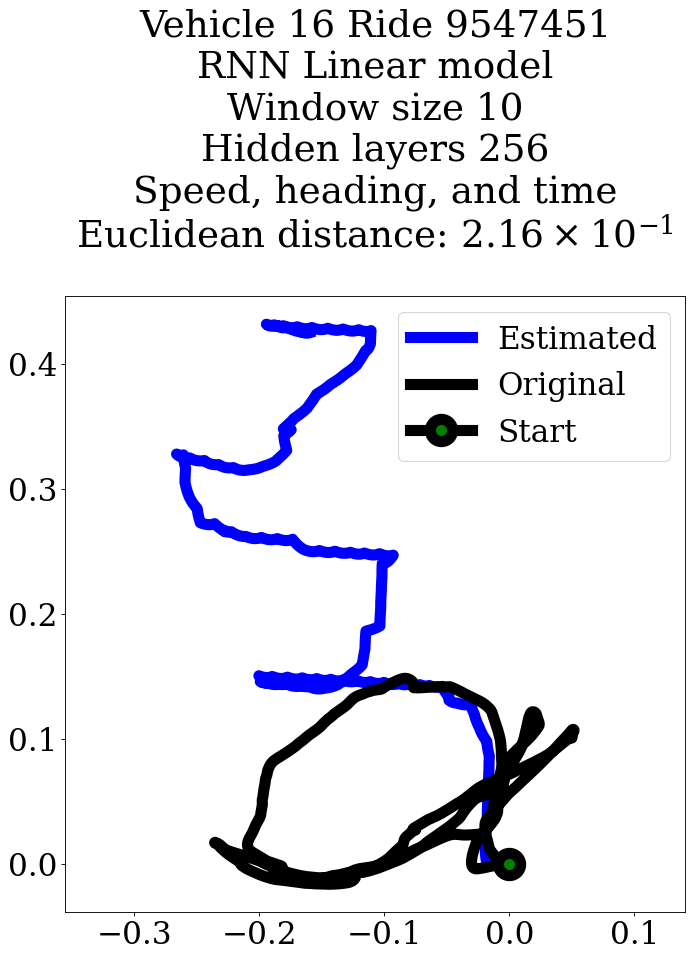 Vehicle 16 Ride 9547451
RNN Linear model
Window size 10
Hidden layers 256
Speed, heading, and time
Euclidean distance: 2.16 × 10⁻¹
Estimated
Original
Start
0.4
0.3
0.2
0.1
0.0
−0.3
−0.2
−0.1
0.0
0.1